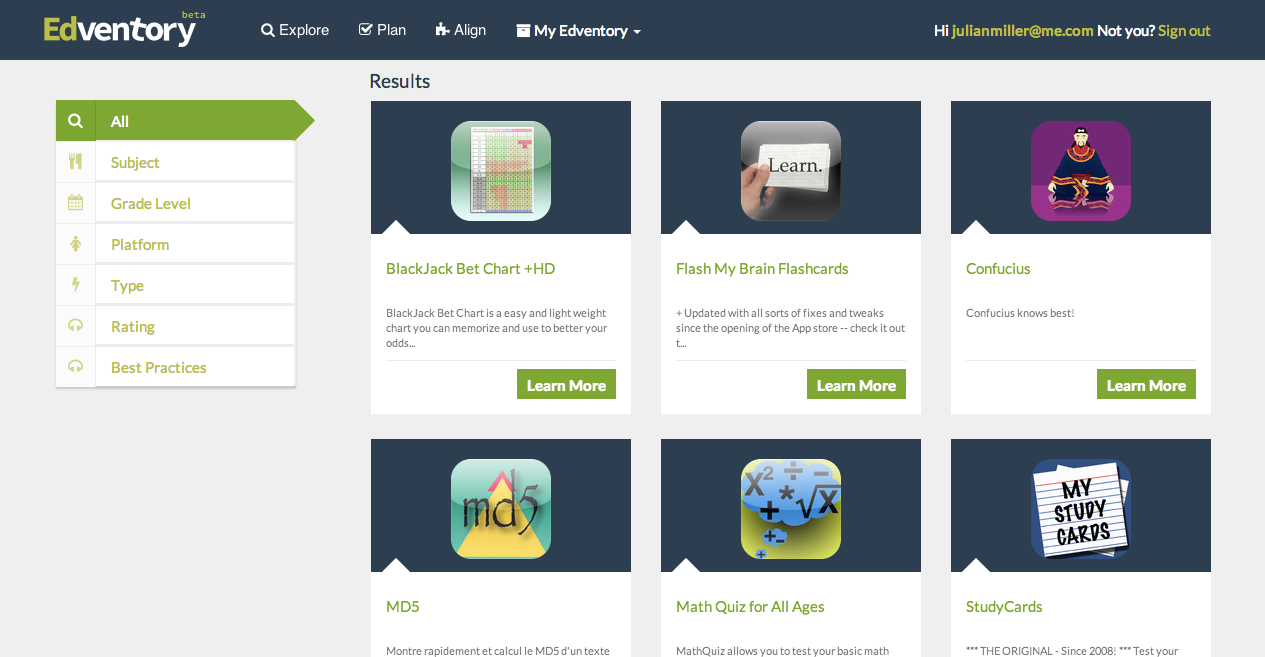 Edventory beta
Explore
Plan
Align
My Edventory
Hi julianmiller@me.com Not you? Sign out
Results
All
Subject
Grade Level
Platform
Type
Rating
Best Practices
Learn.
BlackJack Bet Chart +HD
BlackJack Bet Chart is a easy and light weight
chart you can memorize and use to better your
odds...
Learn More
Flash My Brain Flashcards
+ Updated with all sorts of fixes and tweaks
since the opening of the App store -- check it out
t...
Learn More
Confucius
Confucius knows best!
Learn More
md5
X² ÷ −
* √X
+
+−
+
MY
STUDY
CARDS
MD5
Montre rapidement et calcul le MD5 d'un texte
Math Quiz for All Ages
MathQuiz allows you to test your basic math
StudyCards
*** THE ORIGINAL - Since 2008! *** Test your